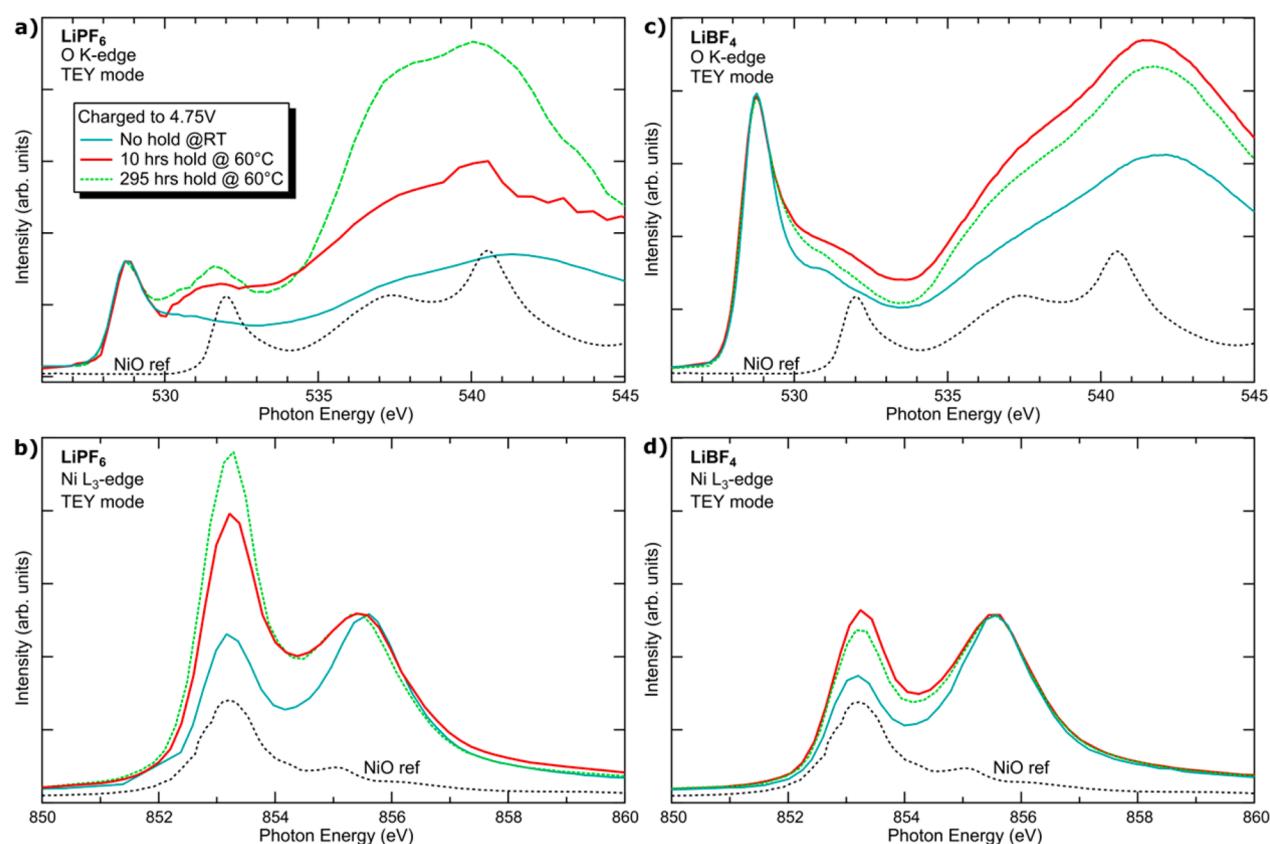 a)
LiPF6
O K-edge
TEY mode
Charged to 4.75V
No hold @RT
10 hrs hold @ 60°C
295 hrs hold @ 60°C
NiO ref
Intensity (arb. units)
530 535 540 545
Photon Energy (eV)
c)
LiBF4
O K-edge
TEY mode
NiO ref
Intensity (arb. units)
530 535 540 545
Photon Energy (eV)
b)
LiPF6
Ni L3-edge
TEY mode
NiO ref
Intensity (arb. units)
850 852 854 856 858 860
Photon Energy (eV)
d)
LiBF4
Ni L3-edge
TEY mode
NiO ref
Intensity (arb. units)
850 852 854 856 858 860
Photon Energy (eV)